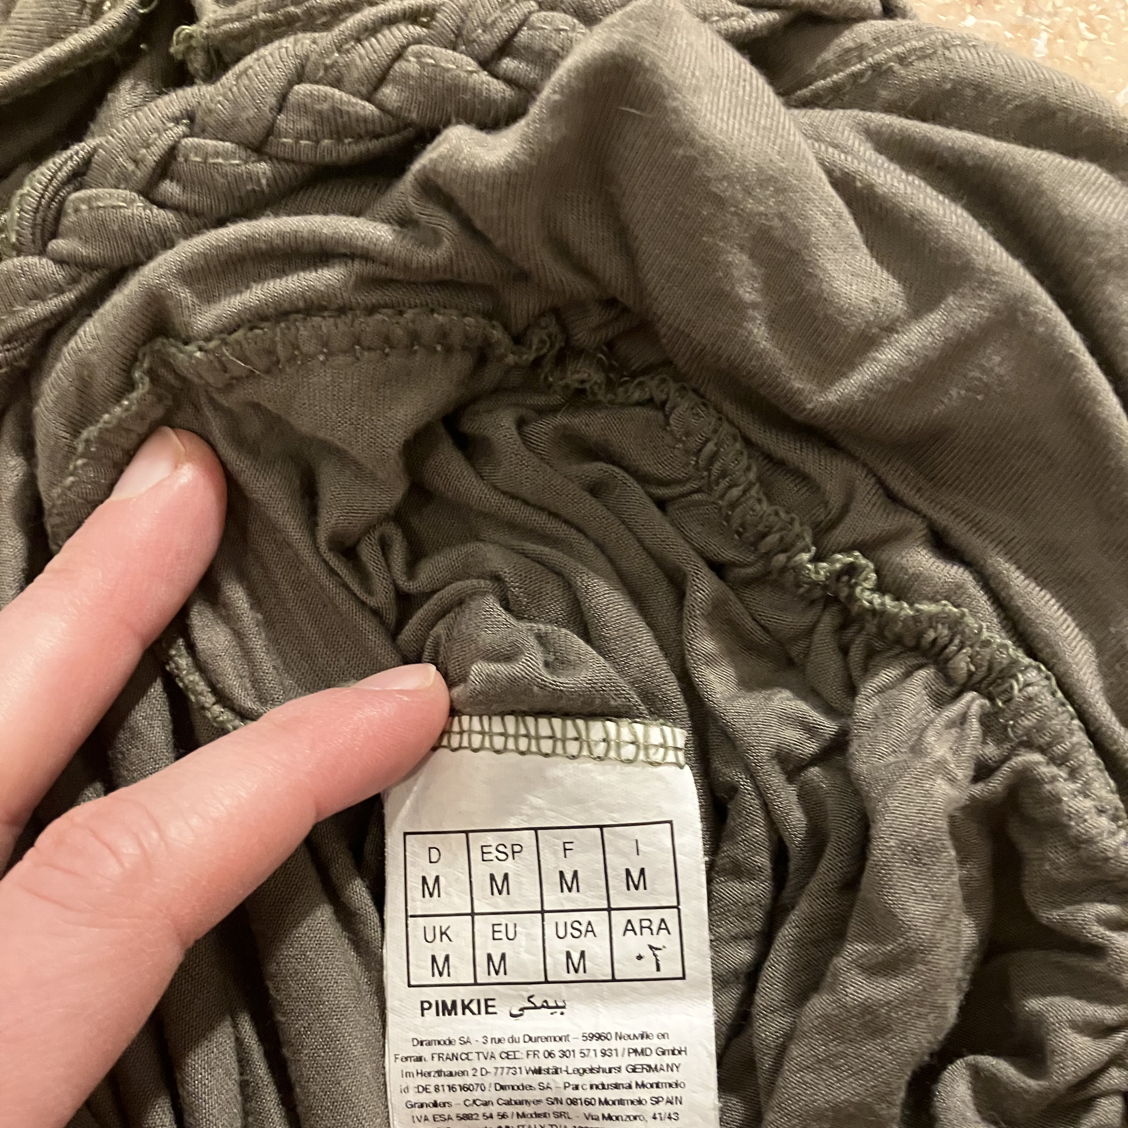 D ESP F I
M M M M
UK EU USA ARA
M M M ٠٢
PIMKIE بيمكي
Diramode SA - 3 rue du Duremont - 59960 Neuville en
Ferrain. FRANCE TVA CEE: FR 06 301 571 931 / PMD GmbH
Im Herzthauen 2 D-77731 Willstätt-Legelshurst GERMANY
id :DE 811616070 / Dimodes SA - Parc industrial Montmelo
Granollers - C/Can Cabanyes S/N 08160 Montmelo SPAIN
IVA ESA 5882 54 56 / Modisti SRL - Via Monzoro, 41/43